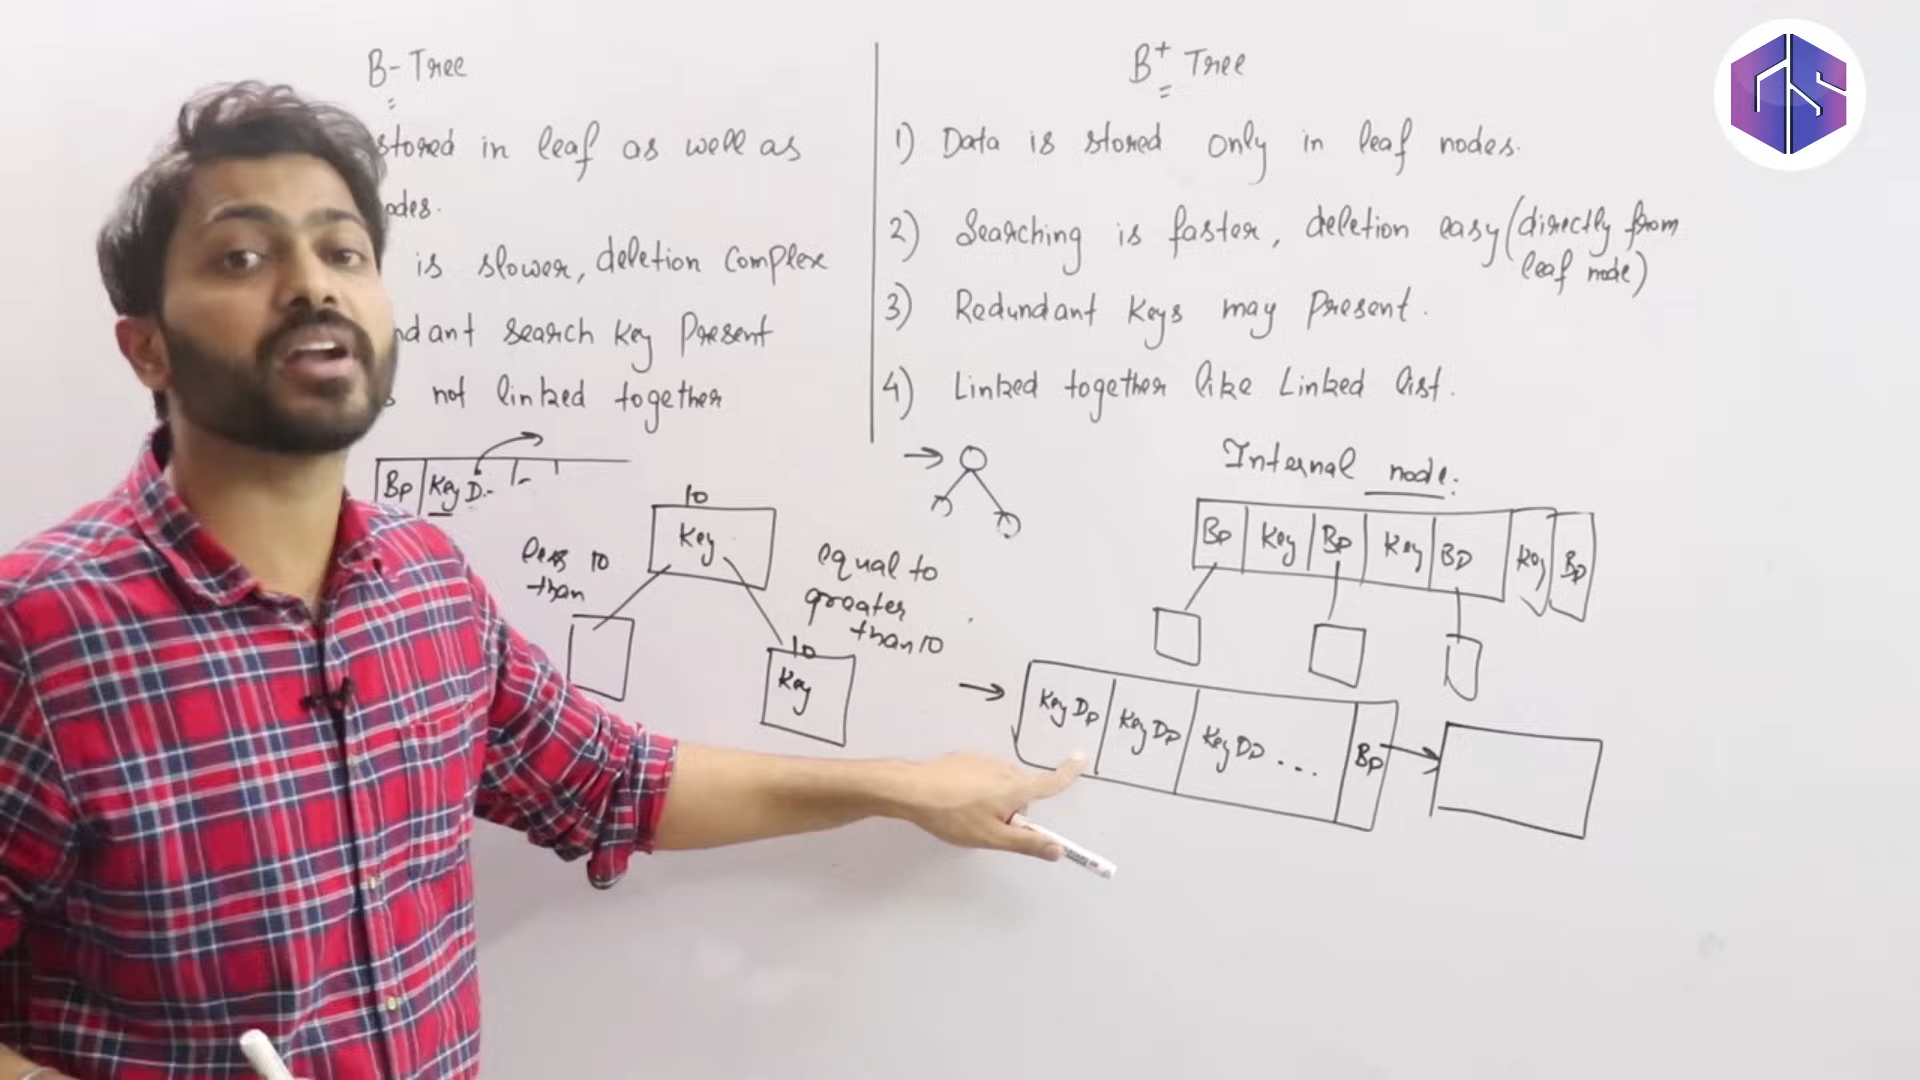 B- Tree
stored in leaf as well as
odes.
is slower, deletion complex
ndant search key Present
not linked together
Bp Key D
10
Key
less 10
than
equal to
greater
than 10
10
Key
B+ Tree
1) Data is stored only in leaf nodes.
2) Searching is faster, deletion easy (directly from
leaf node)
3) Redundant keys may Present.
4) Linked together like Linked list.
Internal node:
Bp Key Bp Key Bp Key Bp
Key Dp Key Dp Key Dp ... Bp